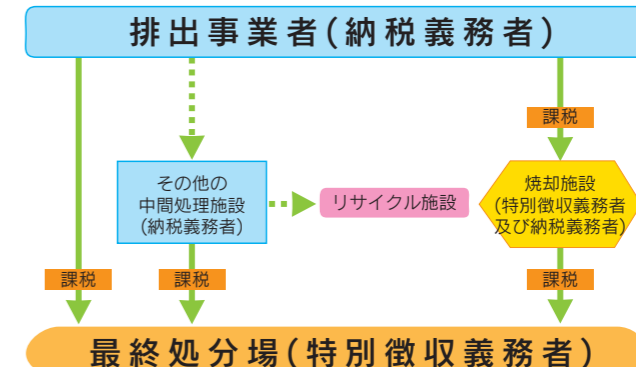 排出事業者(納税義務者)
課税
その他の
中間処理施設
(納税義務者)
リサイクル施設
焼却施設
(特別徴収義務者
及び納税義務者)
課税
課税
課税
最終処分場(特別徴収義務者)